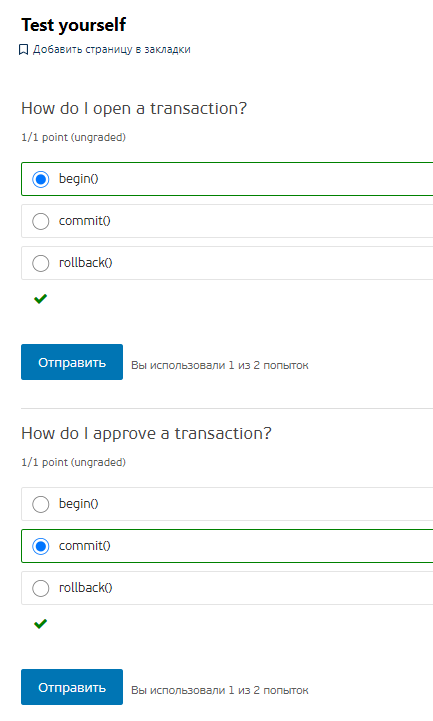 Test yourself
Добавить страницу в закладки
How do I open a transaction?
1/1 point (ungraded)
begin()
commit()
rollback()
Отправить
Вы использовали 1 из 2 попыток
How do I approve a transaction?
1/1 point (ungraded)
begin()
commit()
rollback()
Отправить
Вы использовали 1 из 2 попыток